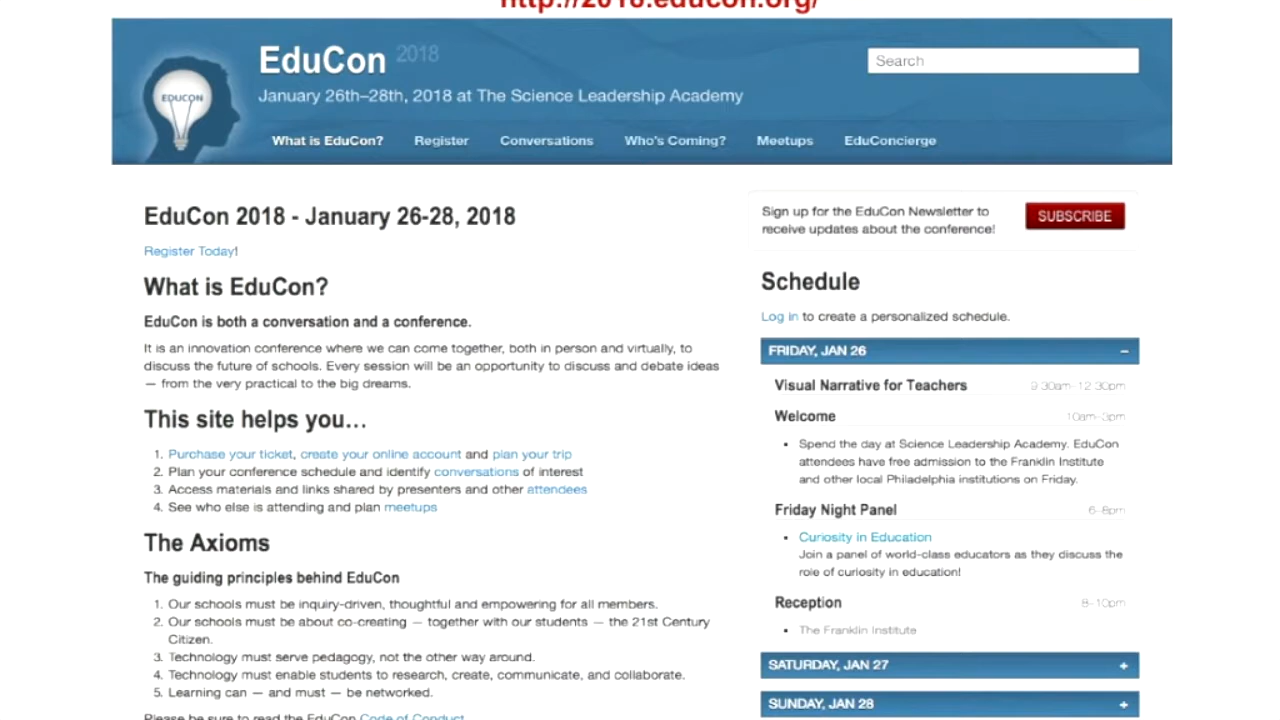 http://2018.educon.org/
EduCon 2018
January 26th–28th, 2018 at The Science Leadership Academy
Search
EDUCON
What is EduCon?
Register
Conversations
Who's Coming?
Meetups
EduConcierge
EduCon 2018 - January 26-28, 2018
Register Today!
What is EduCon?
EduCon is both a conversation and a conference.
It is an innovation conference where we can come together, both in person and virtually, to
discuss the future of schools. Every session will be an opportunity to discuss and debate ideas
— from the very practical to the big dreams.
This site helps you…
1. Purchase your ticket, create your online account and plan your trip
2. Plan your conference schedule and identify conversations of interest
3. Access materials and links shared by presenters and other attendees
4. See who else is attending and plan meetups
The Axioms
The guiding principles behind EduCon
1. Our schools must be inquiry-driven, thoughtful and empowering for all members.
2. Our schools must be about co-creating — together with our students — the 21st Century
Citizen.
3. Technology must serve pedagogy, not the other way around.
4. Technology must enable students to research, create, communicate, and collaborate.
5. Learning can — and must — be networked.
Please be sure to read the EduCon Code of Conduct
Sign up for the EduCon Newsletter to
receive updates about the conference!
SUBSCRIBE
Schedule
Log in to create a personalized schedule.
FRIDAY, JAN 26 –
Visual Narrative for Teachers 9:30am–12:30pm
Welcome 10am–3pm
• Spend the day at Science Leadership Academy. EduCon
attendees have free admission to the Franklin Institute
and other local Philadelphia institutions on Friday.
Friday Night Panel 6–8pm
• Curiosity in Education
Join a panel of world-class educators as they discuss the
role of curiosity in education!
Reception 8–10pm
• The Franklin Institute
SATURDAY, JAN 27 +
SUNDAY, JAN 28 +